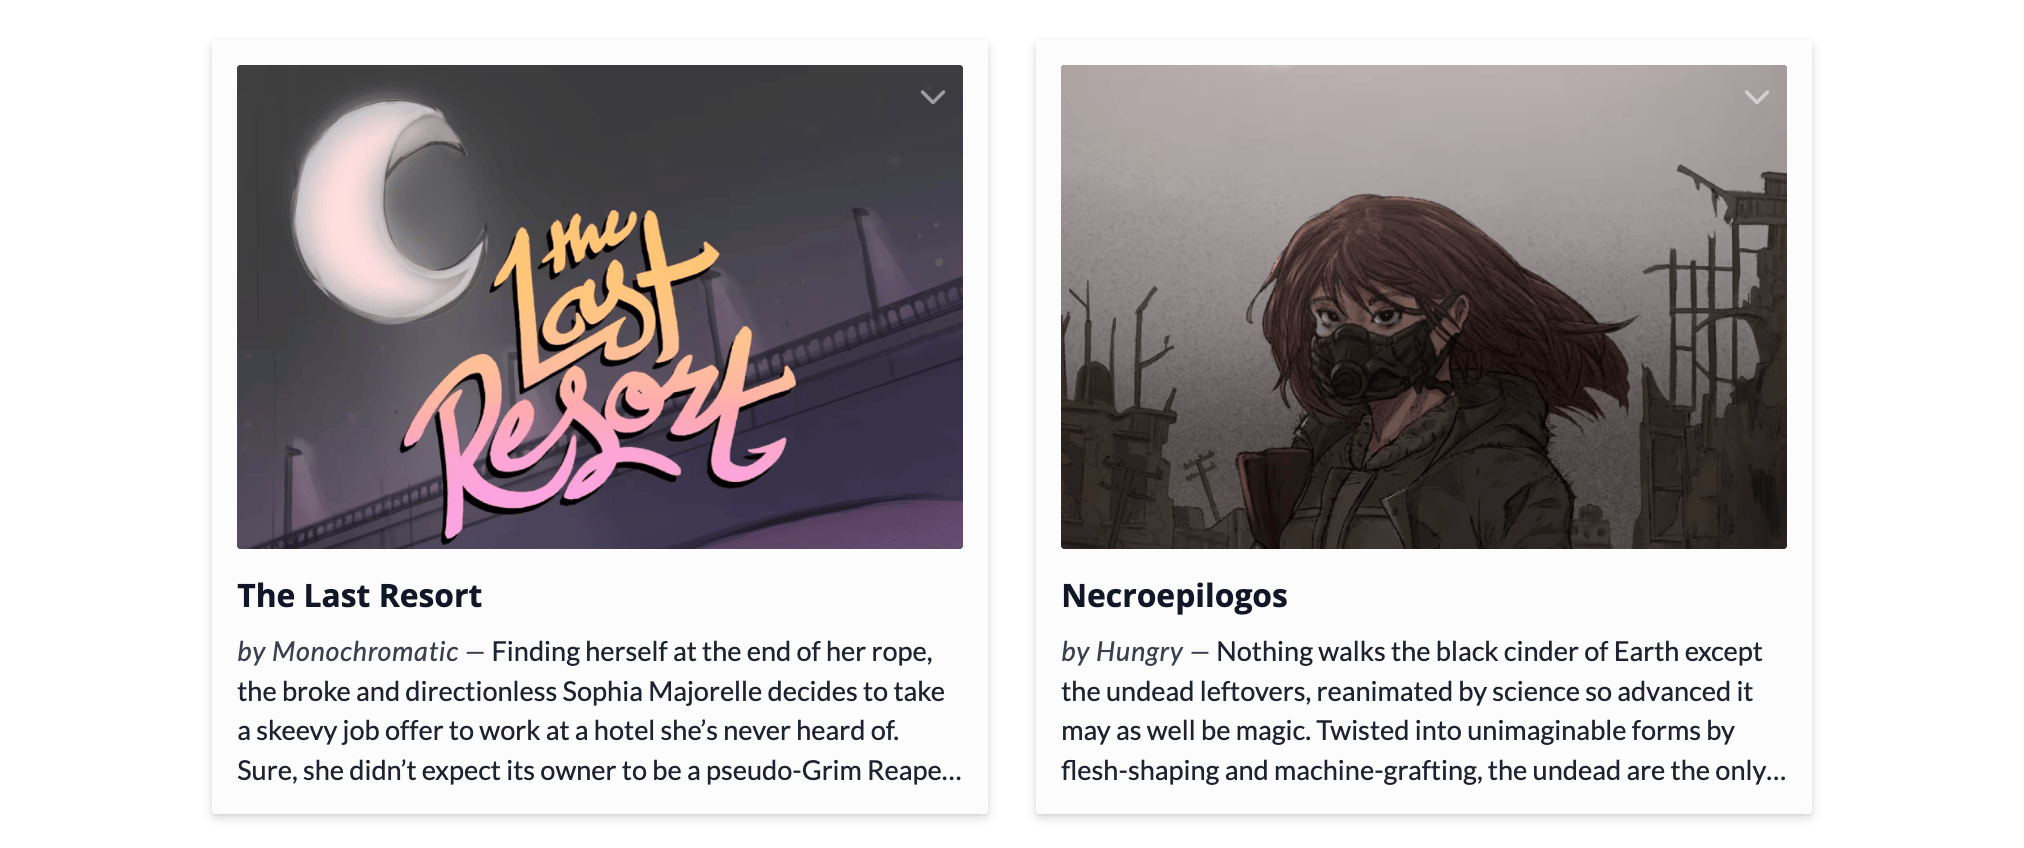 the
Last
Resort
The Last Resort
by Monochromatic — Finding herself at the end of her rope,
the broke and directionless Sophia Majorelle decides to take
a skeevy job offer to work at a hotel she’s never heard of.
Sure, she didn’t expect its owner to be a pseudo-Grim Reape…
Necroepilogos
by Hungry — Nothing walks the black cinder of Earth except
the undead leftovers, reanimated by science so advanced it
may as well be magic. Twisted into unimaginable forms by
flesh-shaping and machine-grafting, the undead are the only…